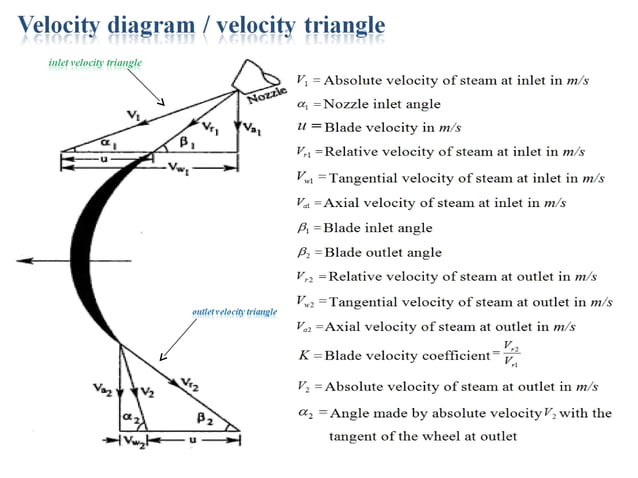 Velocity diagram / velocity triangle
inlet velocity triangle
Nozzle
V1
Vr1
Va1
α1
β1
u
Vw1
outlet velocity triangle
Va2
V2
Vr2
α2
β2
Vw2
u
V1 = Absolute velocity of steam at inlet in m/s
α1 = Nozzle inlet angle
u = Blade velocity in m/s
Vr1 = Relative velocity of steam at inlet in m/s
Vw1 = Tangential velocity of steam at inlet in m/s
Va1 = Axial velocity of steam at inlet in m/s
β1 = Blade inlet angle
β2 = Blade outlet angle
Vr2 = Relative velocity of steam at outlet in m/s
Vw2 = Tangential velocity of steam at outlet in m/s
Va2 = Axial velocity of steam at outlet in m/s
K = Blade velocity coefficient = Vr2/Vr1
V2 = Absolute velocity of steam at outlet in m/s
α2 = Angle made by absolute velocity V2 with the
tangent of the wheel at outlet